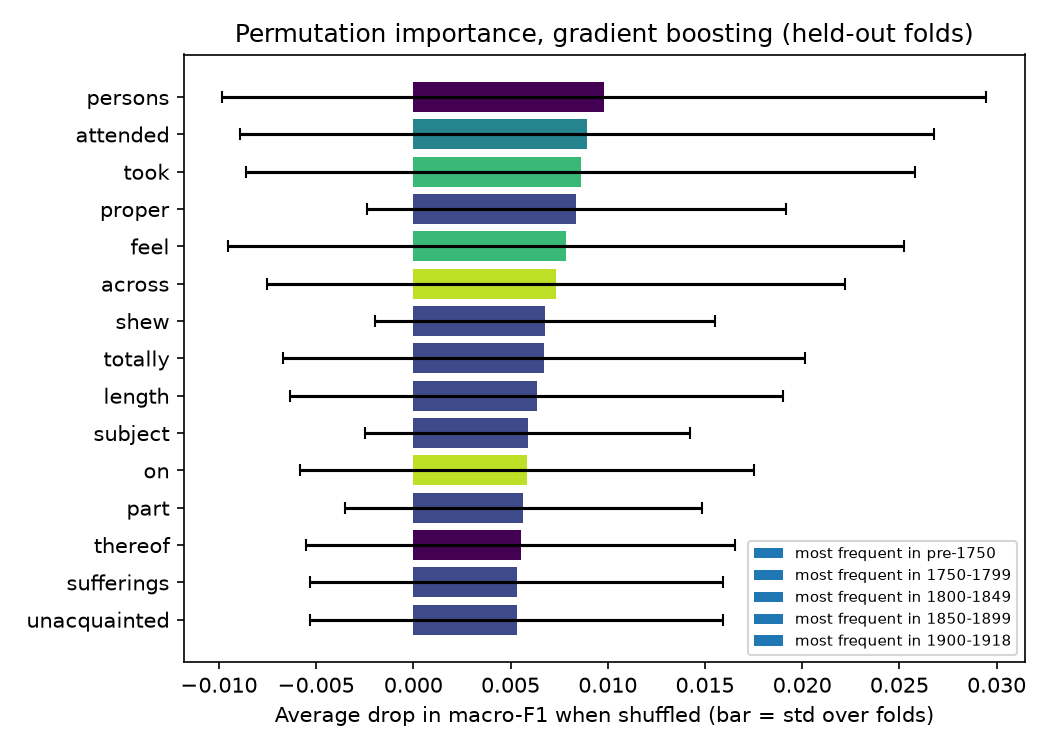 Permutation importance, gradient boosting (held-out folds)
persons
attended
took
proper
feel
across
shew
totally
length
subject
on
part
thereof
sufferings
unacquainted
most frequent in pre-1750
most frequent in 1750-1799
most frequent in 1800-1849
most frequent in 1850-1899
most frequent in 1900-1918
−0.010 −0.005 0.000 0.005 0.010 0.015 0.020 0.025 0.030
Average drop in macro-F1 when shuffled (bar = std over folds)